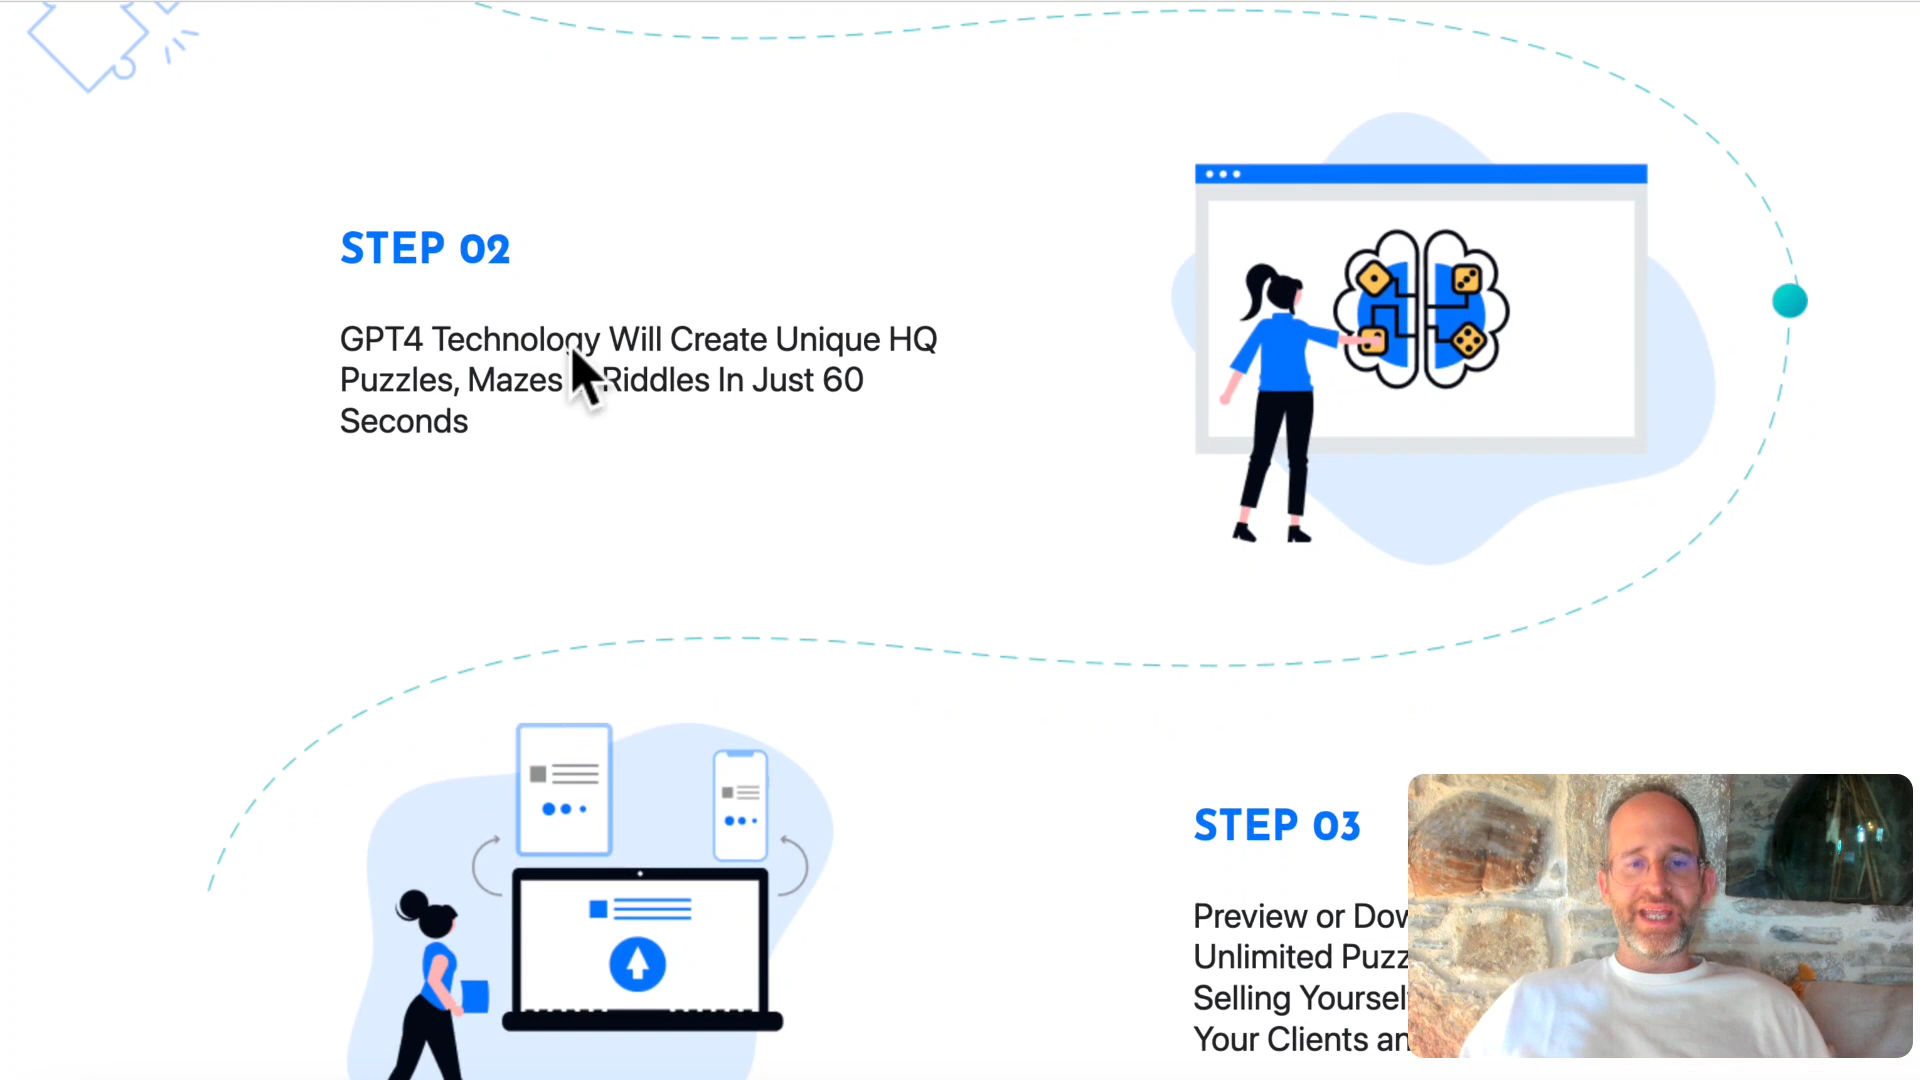 STEP 02
GPT4 Technology Will Create Unique HQ
Puzzles, Mazes Riddles In Just 60
Seconds
STEP 03
Preview or
Unlimited
Selling
Your Clients